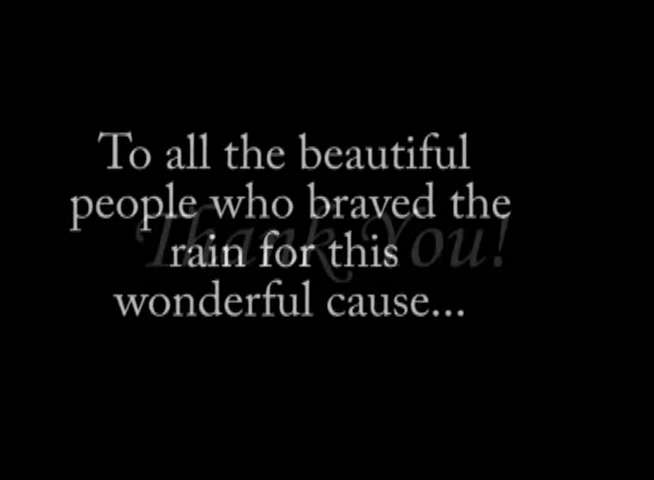 To all the beautiful
people who braved the
Thank You!
rain for this
wonderful cause...